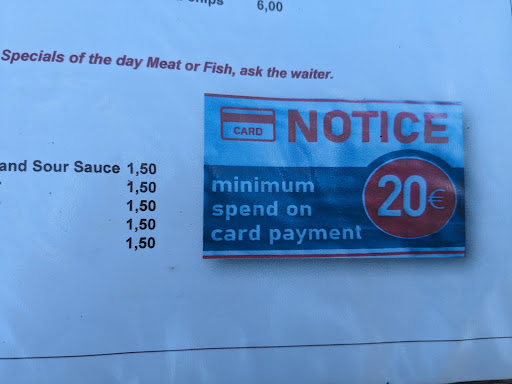 6,00
Specials of the day Meat or Fish, ask the waiter.
CARD
NOTICE
and Sour Sauce 1,50
1,50
1,50
1,50
1,50
minimum
spend on
card payment
20€